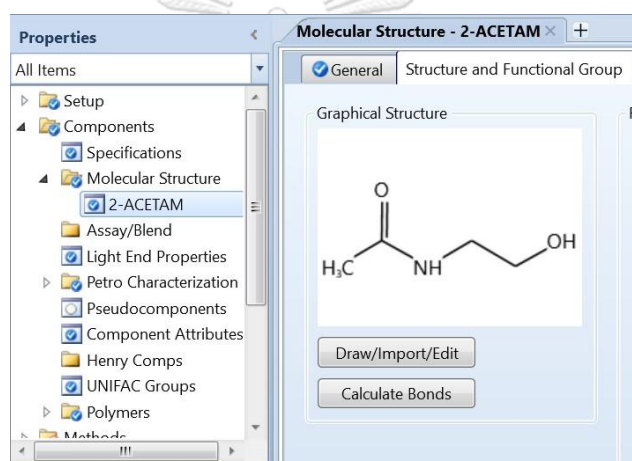 Properties <
All Items
Setup
Components
Specifications
Molecular Structure
2-ACETAM
Assay/Blend
Light End Properties
Petro Characterization
Pseudocomponents
Component Attributes
Henry Comps
UNIFAC Groups
Polymers
Methods
Molecular Structure - 2-ACETAM × +
General Structure and Functional Group
Graphical Structure
O
OH
H₃C NH
Draw/Import/Edit
Calculate Bonds